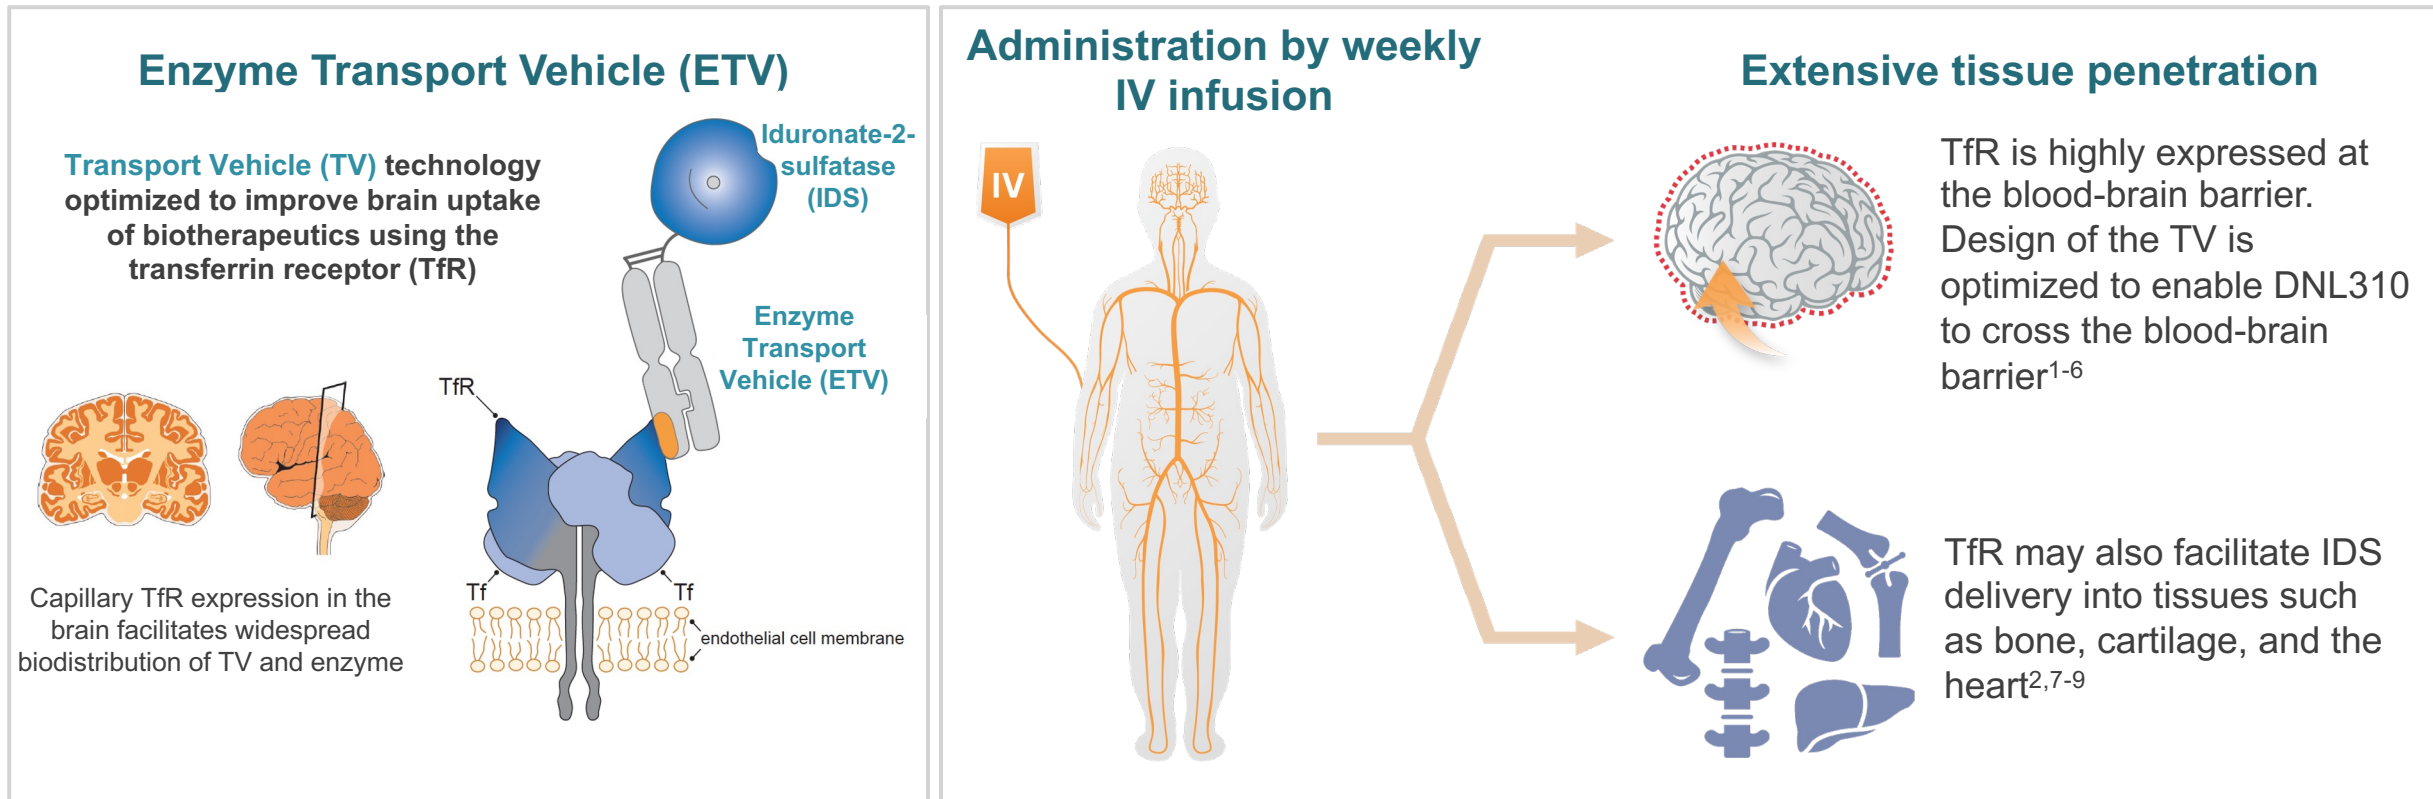 Enzyme Transport Vehicle (ETV)
Transport Vehicle (TV) technology
optimized to improve brain uptake
of biotherapeutics using the
transferrin receptor (TfR)
Iduronate-2-
sulfatase
(IDS)
Enzyme
Transport
Vehicle (ETV)
TfR
Tf
Tf
endothelial cell membrane
Capillary TfR expression in the
brain facilitates widespread
biodistribution of TV and enzyme
Administration by weekly
IV infusion
IV
Extensive tissue penetration
TfR is highly expressed at
the blood-brain barrier.
Design of the TV is
optimized to enable DNL310
to cross the blood-brain
barrier1-6
TfR may also facilitate IDS
delivery into tissues such
as bone, cartilage, and the
heart2,7-9